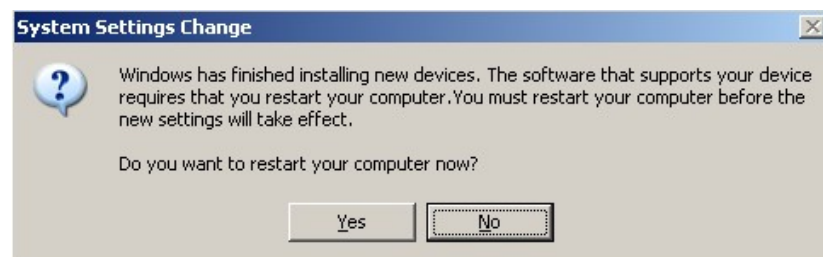 System Settings Change
Windows has finished installing new devices. The software that supports your device
requires that you restart your computer.You must restart your computer before the
new settings will take effect.
Do you want to restart your computer now?
Yes
No